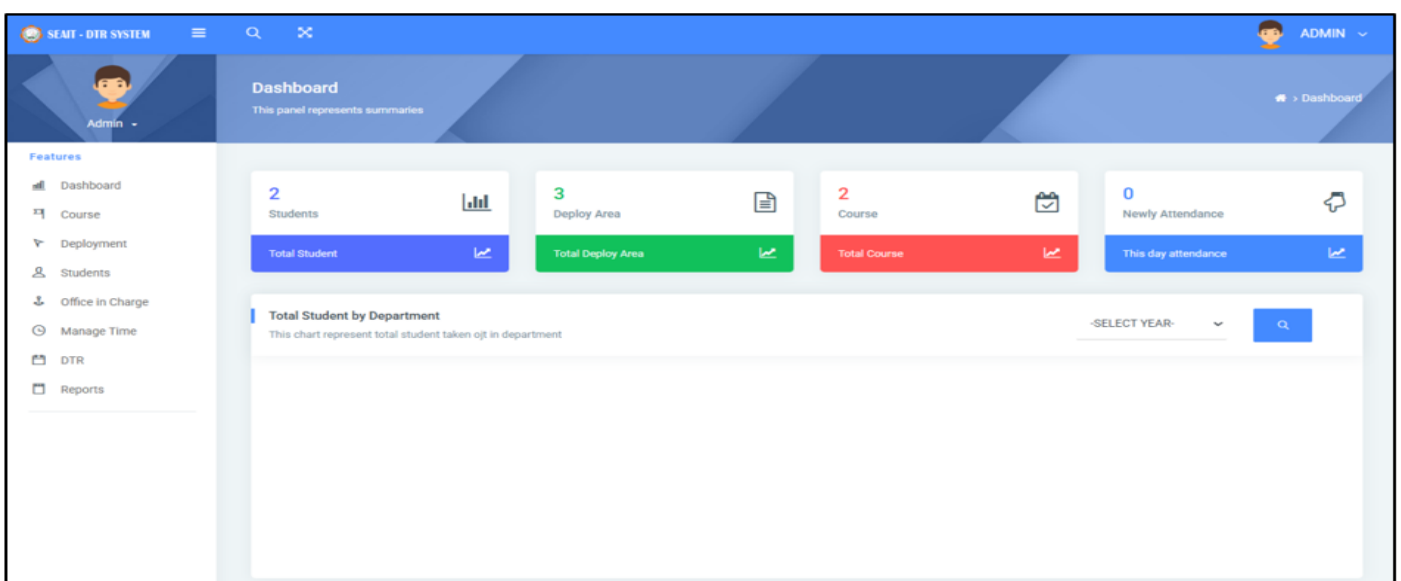 SEAIT - DTR SYSTEM
ADMIN
Admin
Dashboard
This panel represents summaries
> Dashboard
Features
Dashboard
Course
Deployment
Students
Office in Charge
Manage Time
DTR
Reports
2
Students
Total Student
3
Deploy Area
Total Deploy Area
2
Course
Total Course
0
Newly Attendance
This day attendance
Total Student by Department
This chart represent total student taken ojt in department
-SELECT YEAR-